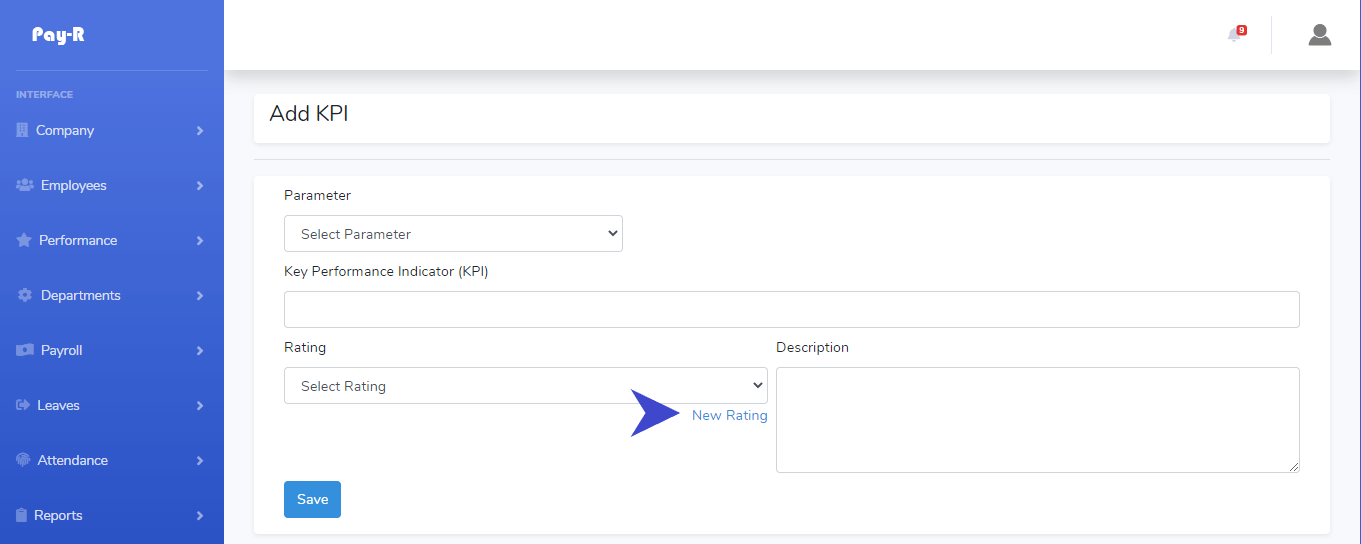 Pay-R
9
INTERFACE
Company
Employees
Performance
Departments
Payroll
Leaves
Attendance
Reports
Add KPI
Parameter
Select Parameter
Key Performance Indicator (KPI)
Rating
Select Rating
New Rating
Description
Save